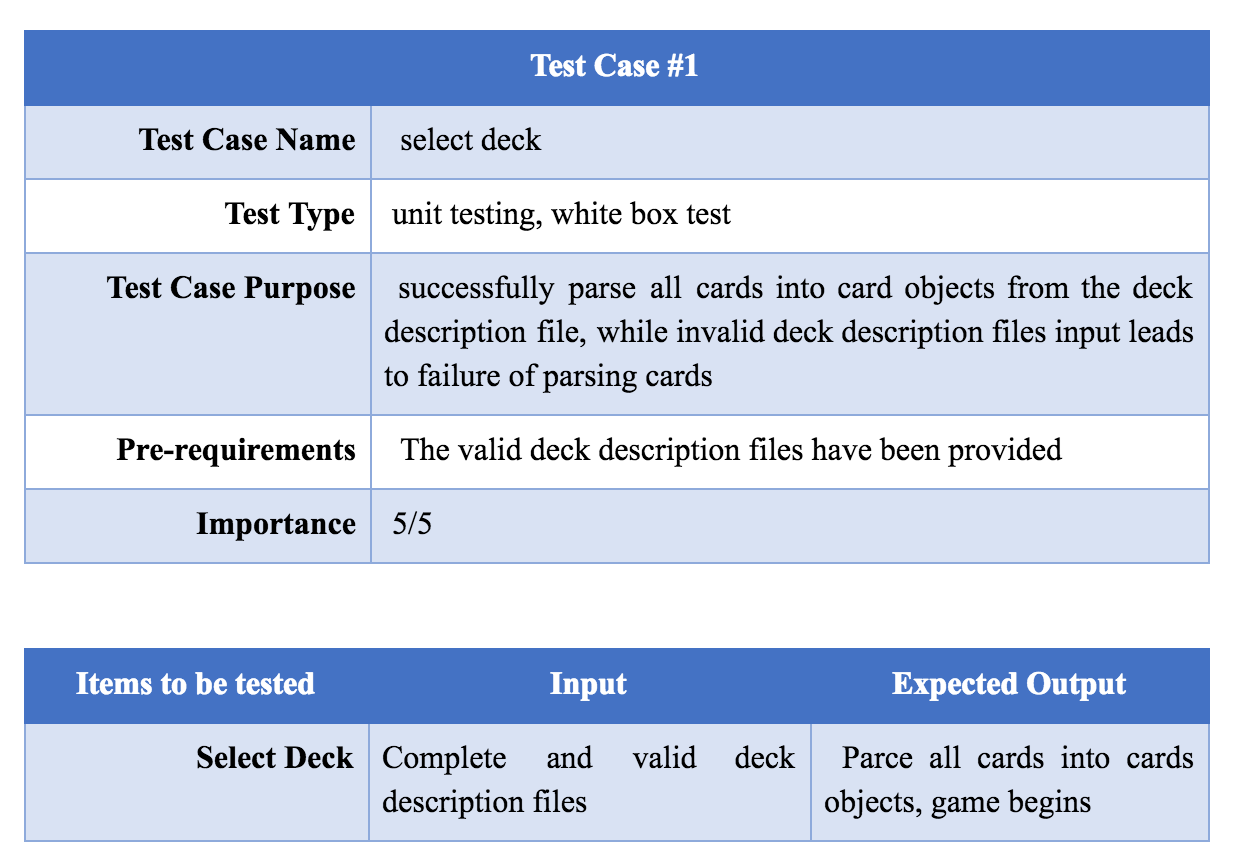 Test Case #1
Test Case Name select deck
Test Type unit testing, white box test
Test Case Purpose successfully parse all cards into card objects from the deck
description file, while invalid deck description files input leads
to failure of parsing cards
Pre-requirements The valid deck description files have been provided
Importance 5/5
Items to be tested Input Expected Output
Select Deck Complete and valid deck Parce all cards into cards
description files objects, game begins